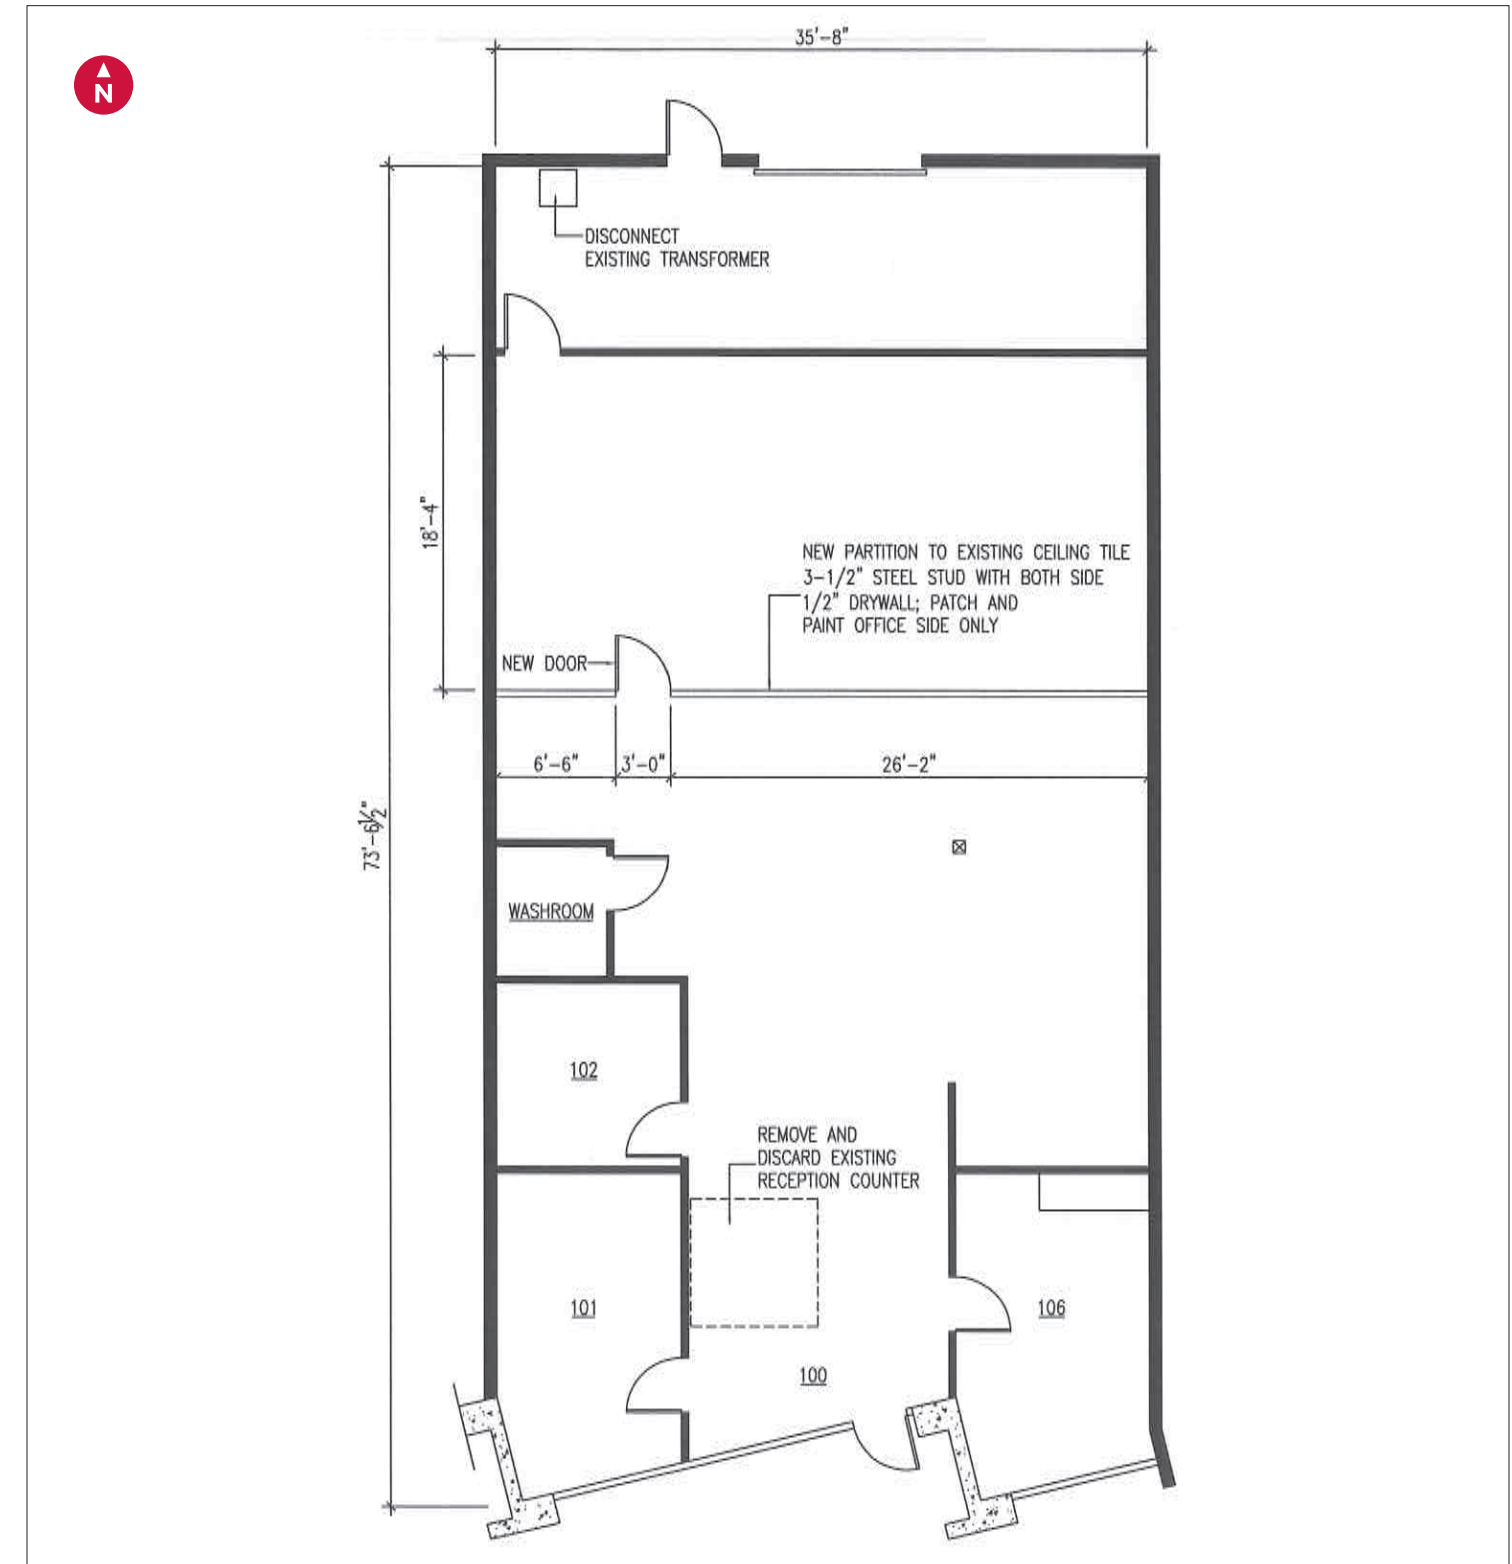 35'-8"
N
DISCONNECT
EXISTING TRANSFORMER
18'-4"
NEW PARTITION TO EXISTING CEILING TILE
3-1/2" STEEL STUD WITH BOTH SIDE
1/2" DRYWALL; PATCH AND
PAINT OFFICE SIDE ONLY
NEW DOOR
6'-6"
3'-0"
26'-2"
73'-6½"
WASHROOM
102
REMOVE AND
DISCARD EXISTING
RECEPTION COUNTER
101
106
100